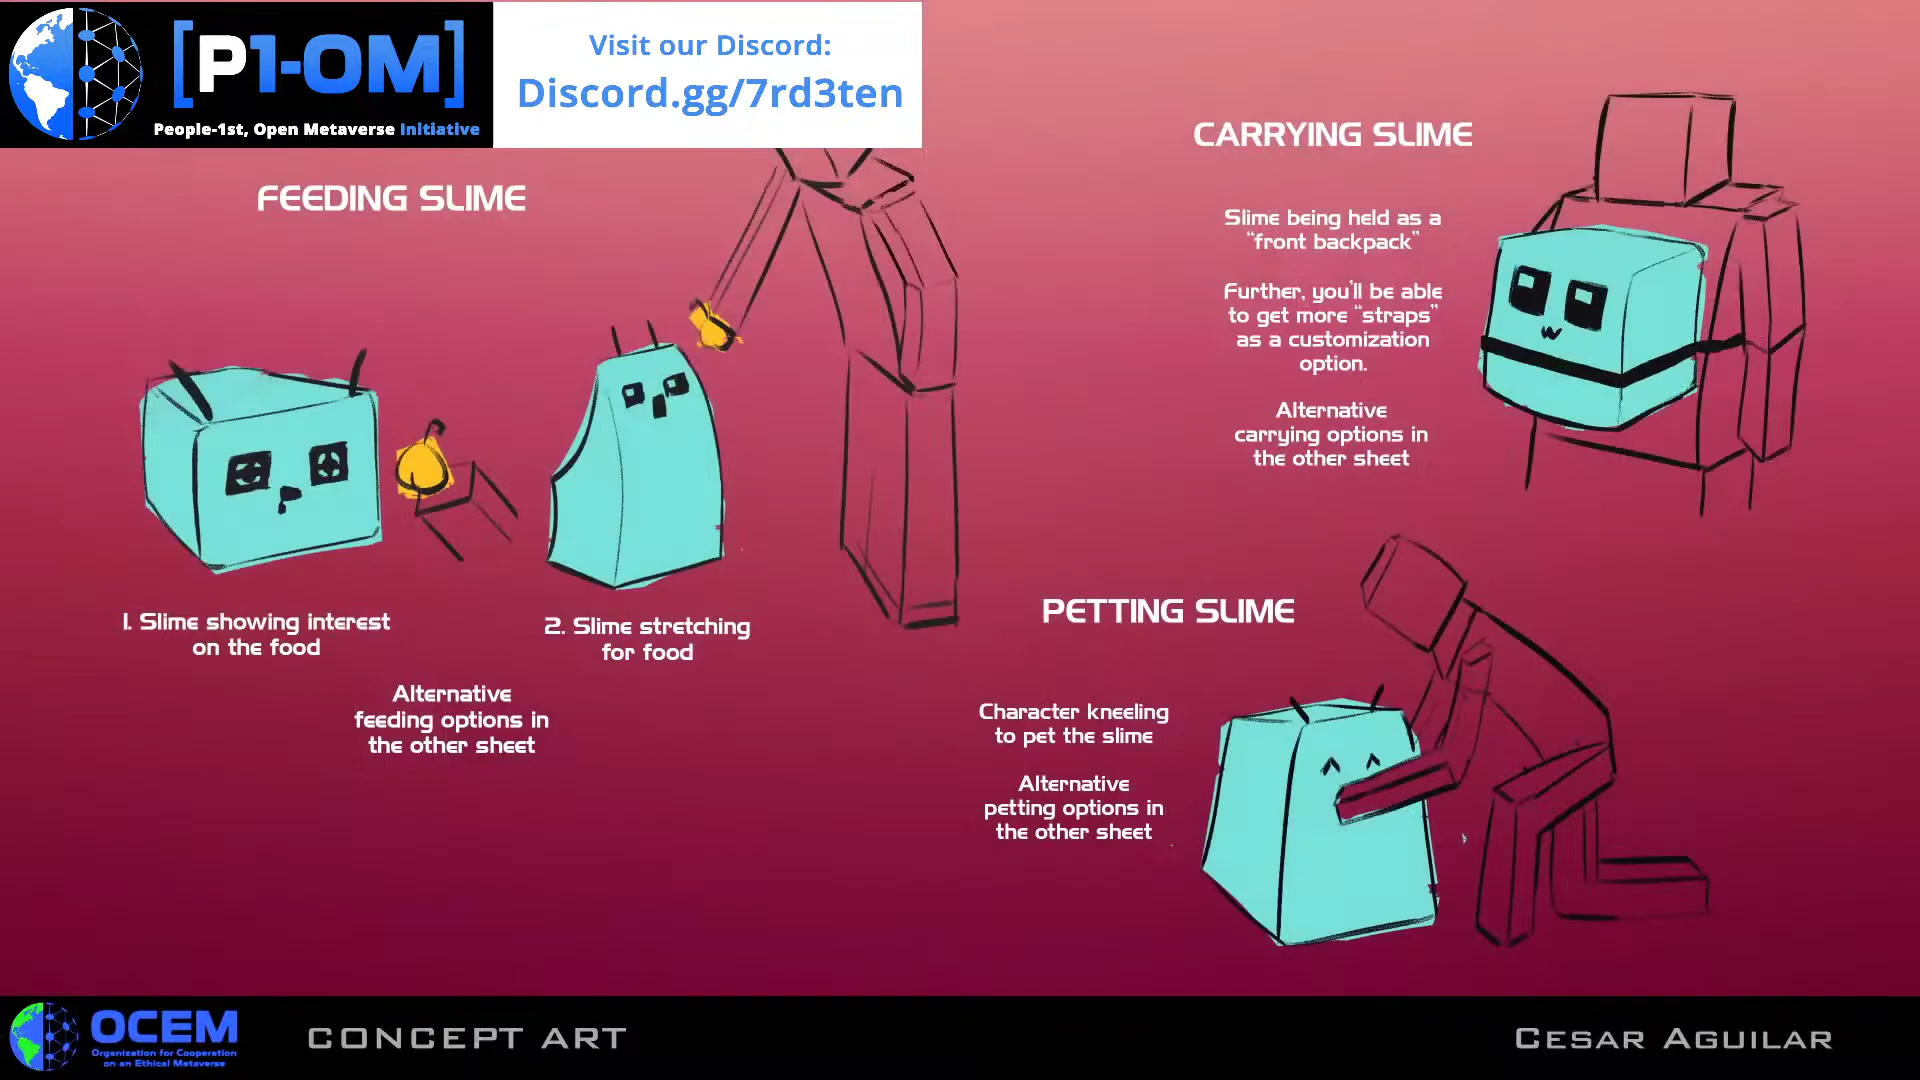 [P1-OM]
People-1st, Open Metaverse Initiative
Visit our Discord:
Discord.gg/7rd3ten
FEEDING SLIME
1. Slime showing interest
on the food
2. Slime stretching
for food
Alternative
feeding options in
the other sheet
CARRYING SLIME
Slime being held as a
“front backpack”
Further, you'll be able
to get more “straps”
as a customization
option.
Alternative
carrying options in
the other sheet
PETTING SLIME
Character kneeling
to pet the slime
Alternative
petting options in
the other sheet
OCEM
Organization for Cooperation
on an Ethical Metaverse
CONCEPT ART
CESAR AGUILAR